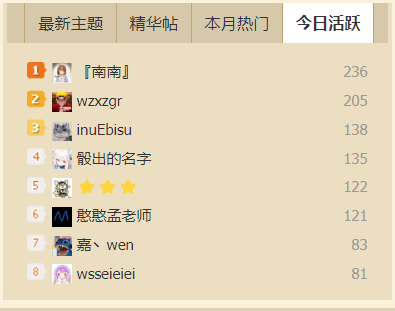 最新主题 精华帖 本月热门 今日活跃
1 『南南』 236
2 wzxzgr 205
3 inuEbisu 138
4 骰出的名字 135
5 ⭐⭐⭐ 122
6 憨憨孟老师 121
7 嘉丶wen 83
8 wsseieiei 81